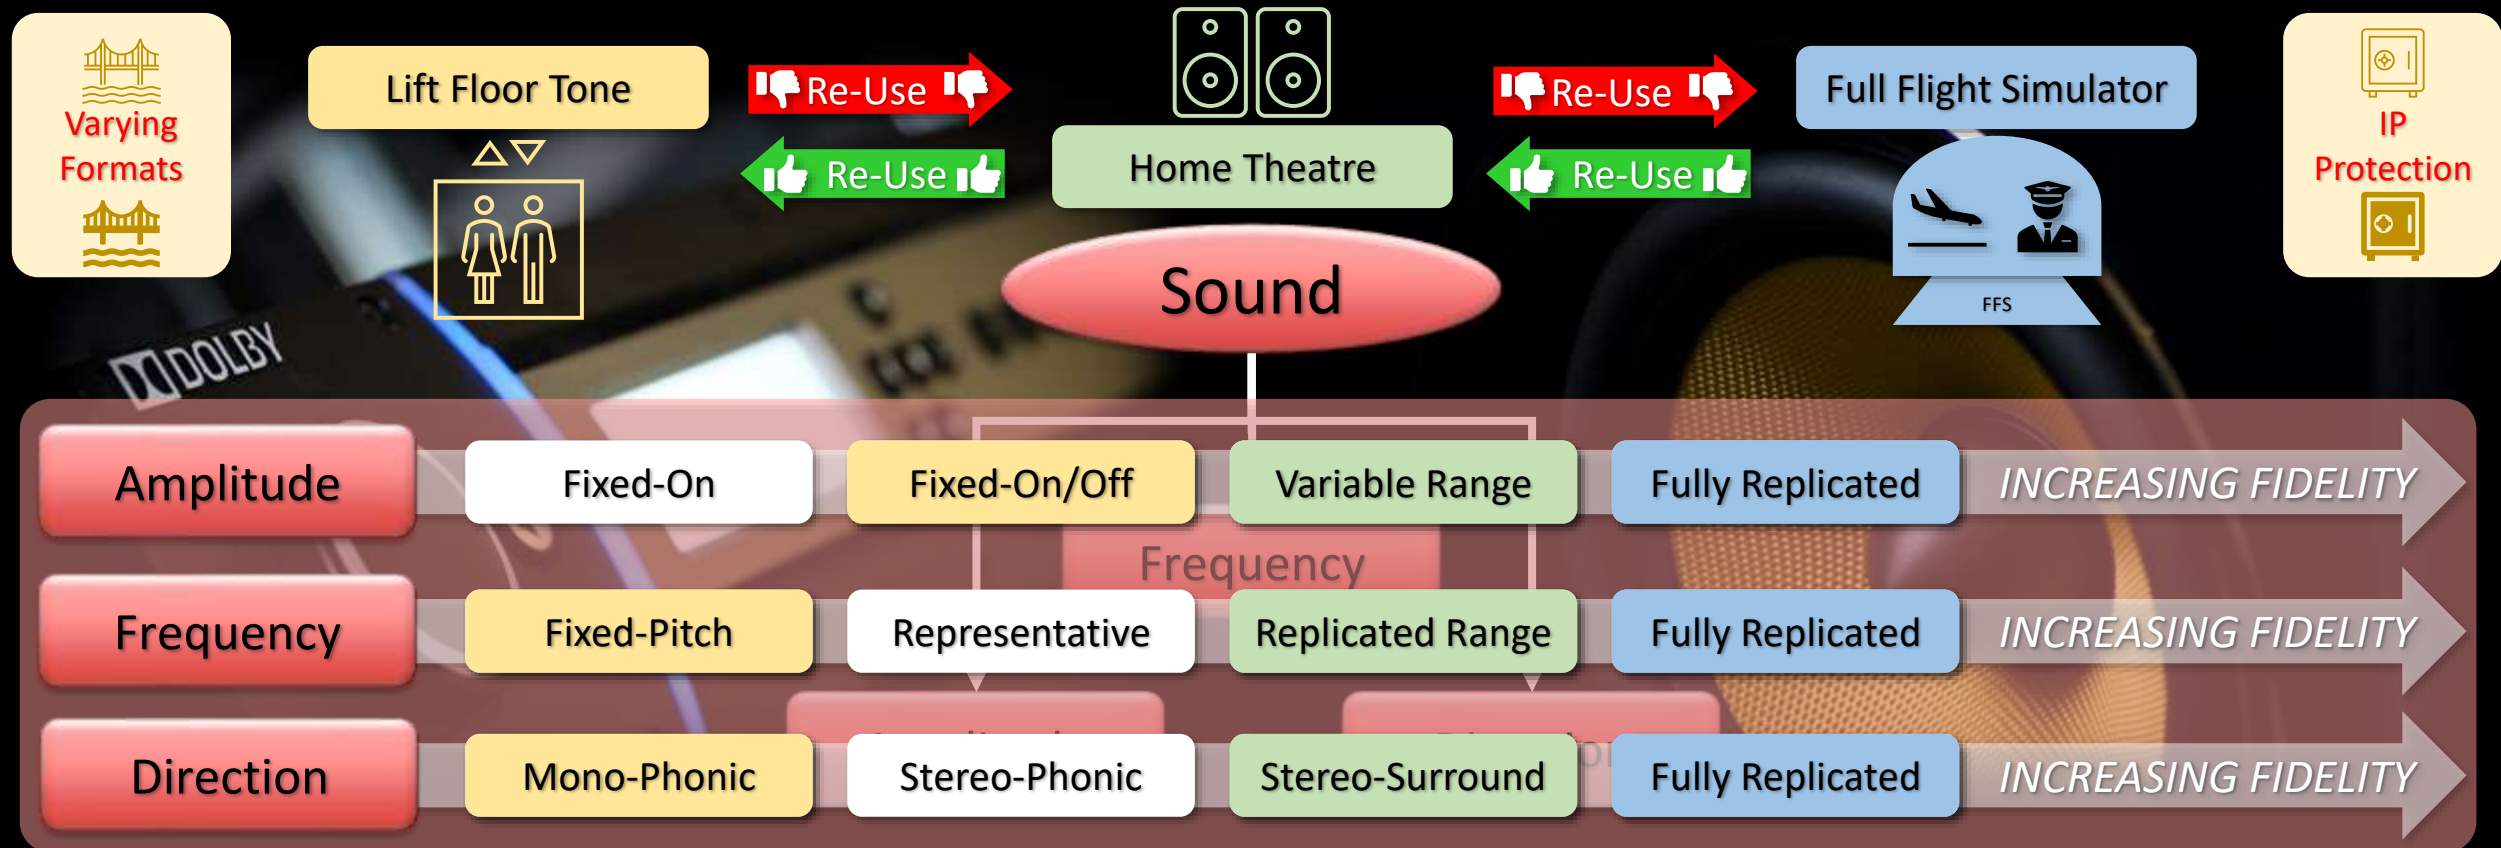 Varying
Formats
Lift Floor Tone
Re-Use
Re-Use
Home Theatre
Re-Use
Re-Use
Full Flight Simulator
FFS
IP
Protection
Sound
DOLBY
Amplitude
Fixed-On
Fixed-On/Off
Variable Range
Fully Replicated
INCREASING FIDELITY
Frequency
Frequency
Fixed-Pitch
Representative
Replicated Range
Fully Replicated
INCREASING FIDELITY
Direction
Mono-Phonic
Stereo-Phonic
Stereo-Surround
Fully Replicated
INCREASING FIDELITY